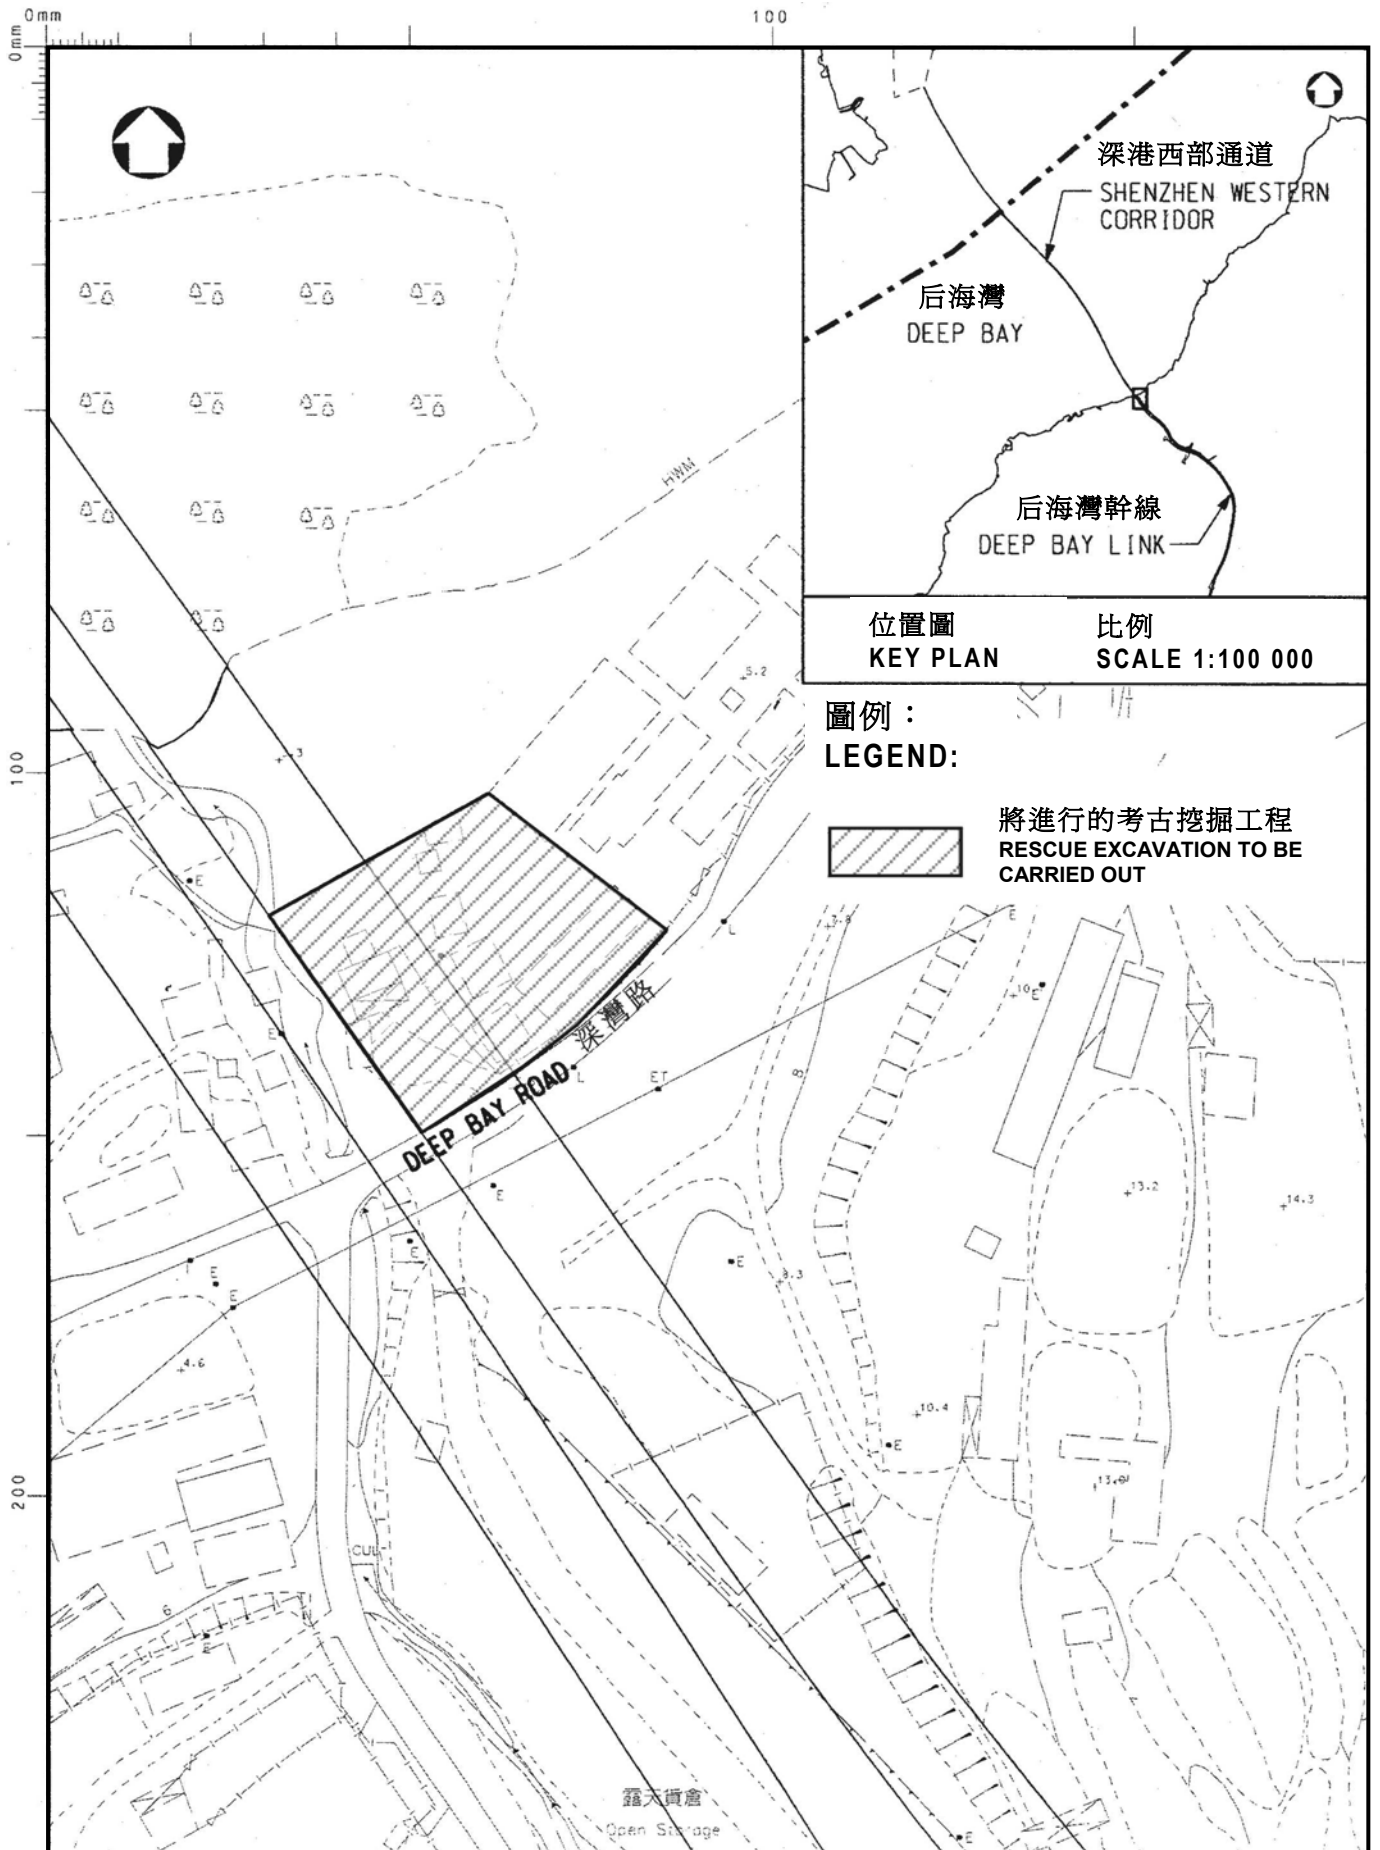 0mm
100
0mm
深港西部通道
SHENZHEN WESTERN
CORRIDOR
后海灣
DEEP BAY
后海灣幹線
DEEP BAY LINK
位置圖
KEY PLAN
比例
SCALE 1:100 000
HWM
5.2
圖例：
LEGEND:
將進行的考古挖掘工程
RESCUE EXCAVATION TO BE
CARRIED OUT
100
3
E
L
7.8
E
10
E
E
DEEP BAY ROAD
深灣路
L
ET
8
E
13.2
14.3
E
E
8.3
E
E
4.6
10.4
E
200
CUL
6
E
露天貨倉
Open Storage
E